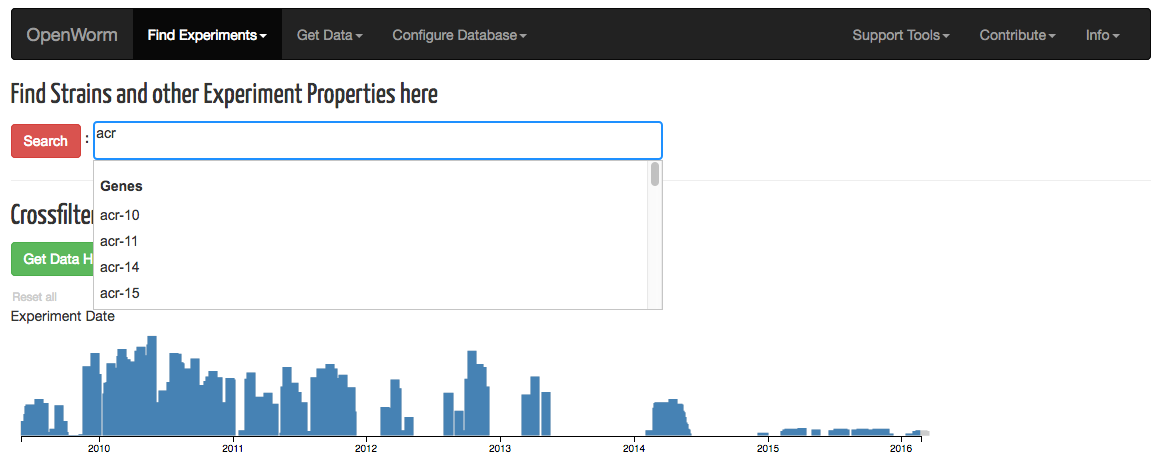 OpenWorm Find Experiments Get Data Configure Database Support Tools Contribute Info
Find Strains and other Experiment Properties here
Search : acr
Genes
acr-10
acr-11
acr-14
acr-15
Crossfilter
Get Data H
Reset all
Experiment Date
2010 2011 2012 2013 2014 2015 2016